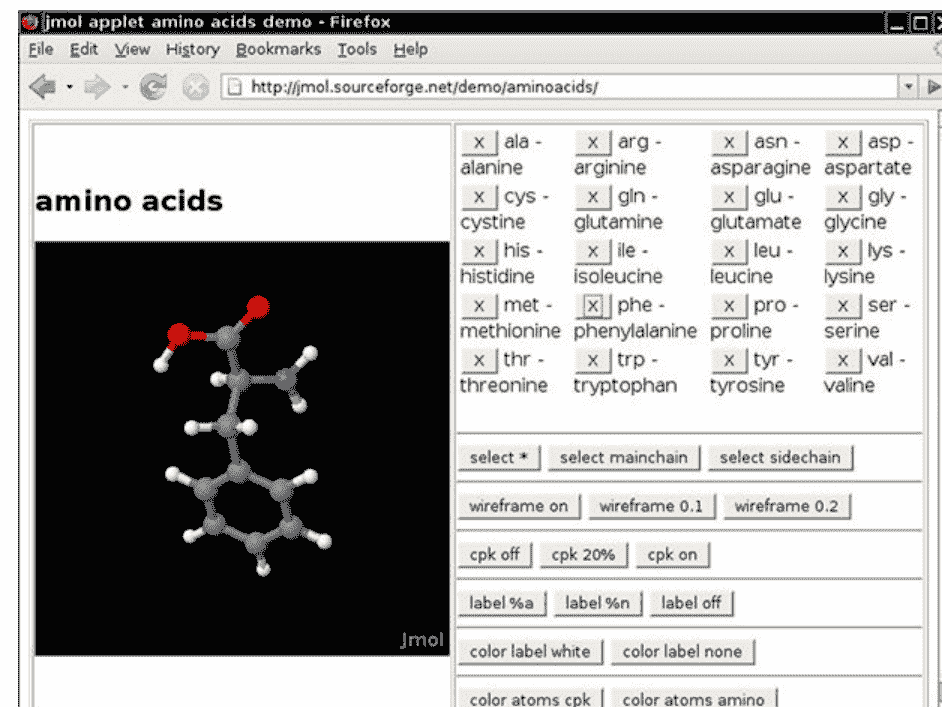 jmol applet amino acids demo - Firefox
File Edit View History Bookmarks Tools Help
http://jmol.sourceforge.net/demo/aminoacids/
amino acids
Jmol
x ala - x arg - x asn - x asp -
alanine arginine asparagine aspartate
x cys - x gln - x glu - x gly -
cystine glutamine glutamate glycine
x his - x ile - x leu - x lys -
histidine isoleucine leucine lysine
x met - x phe - x pro - x ser -
methionine phenylalanine proline serine
x thr - x trp - x tyr - x val -
threonine tryptophan tyrosine valine
select * select mainchain select sidechain
wireframe on wireframe 0.1 wireframe 0.2
cpk off cpk 20% cpk on
label %a label %n label off
color label white color label none
color atoms cpk color atoms amino